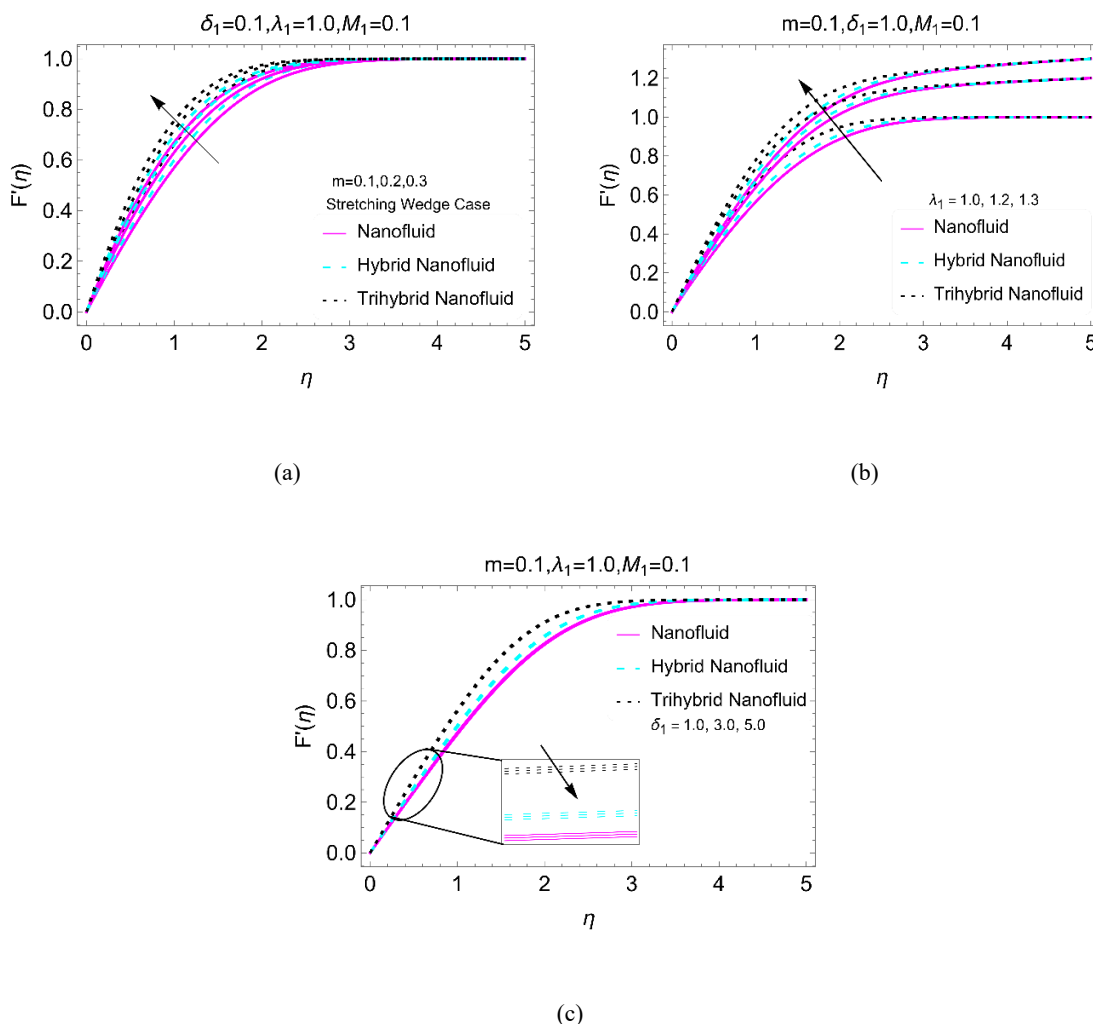 δ₁=0.1,λ₁=1.0,M₁=0.1
F'(η)
1.0
0.8
0.6
0.4
0.2
0.0
m=0.1,0.2,0.3
Stretching Wedge Case
Nanofluid
Hybrid Nanofluid
Trihybrid Nanofluid
0 1 2 3 4 5
η
(a)
m=0.1,δ₁=1.0,M₁=0.1
F'(η)
1.2
1.0
0.8
0.6
0.4
0.2
0.0
λ₁ = 1.0, 1.2, 1.3
Nanofluid
Hybrid Nanofluid
Trihybrid Nanofluid
0 1 2 3 4 5
η
(b)
m=0.1,λ₁=1.0,M₁=0.1
F'(η)
1.0
0.8
0.6
0.4
0.2
0.0
Nanofluid
Hybrid Nanofluid
Trihybrid Nanofluid
δ₁ = 1.0, 3.0, 5.0
0 1 2 3 4 5
η
(c)